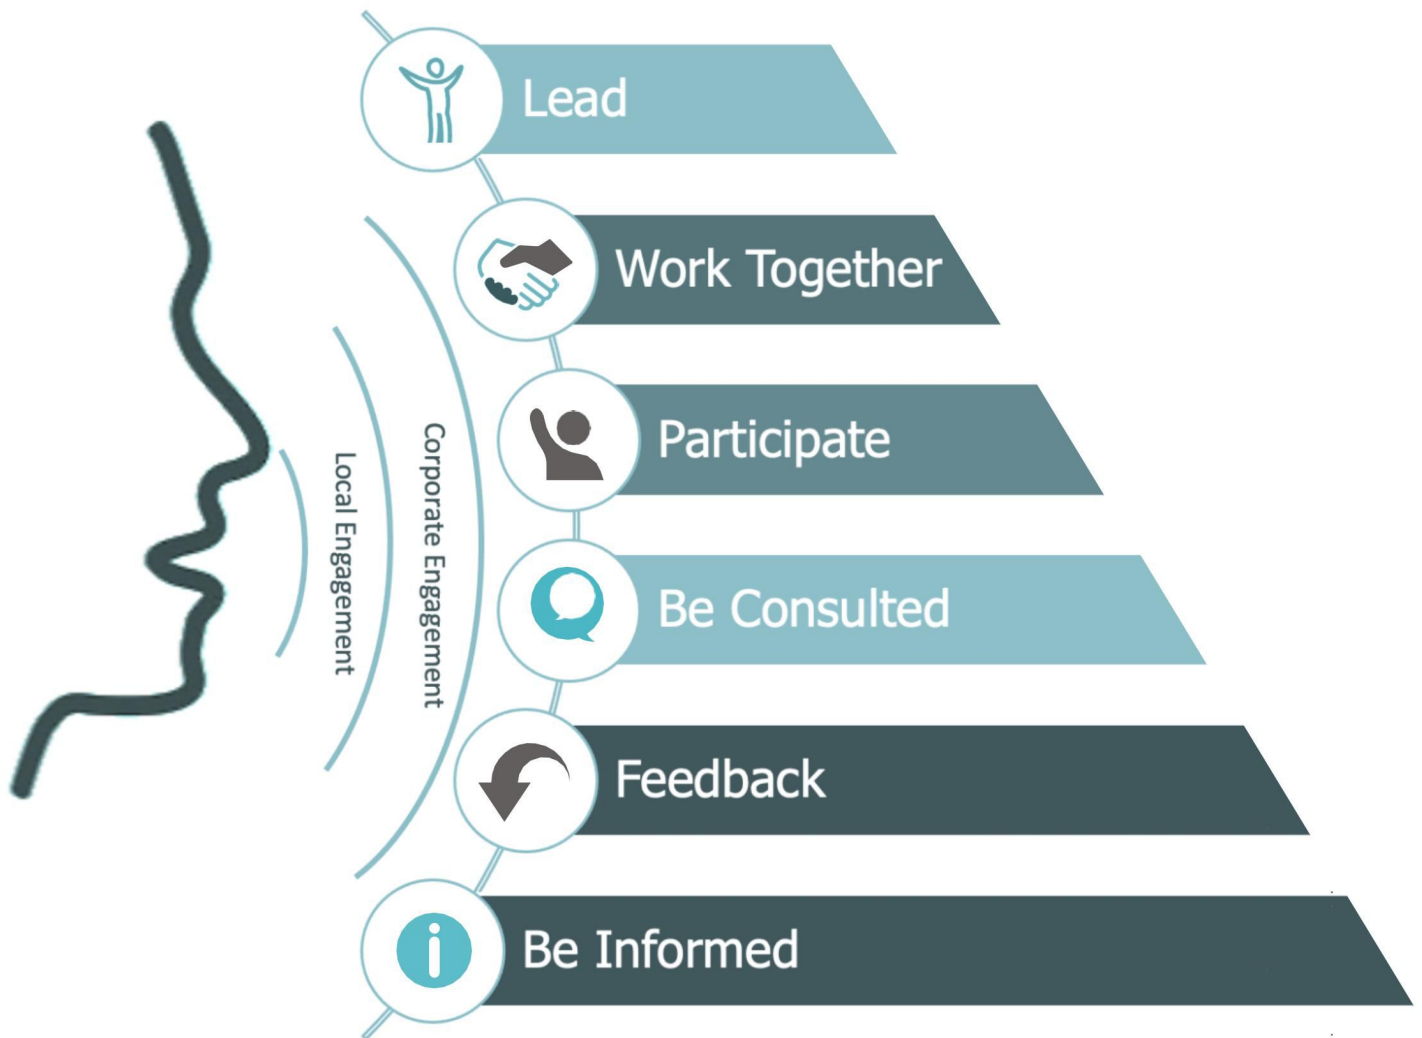 Lead
Work Together
Participate
Be Consulted
Feedback
Be Informed
Local Engagement
Corporate Engagement